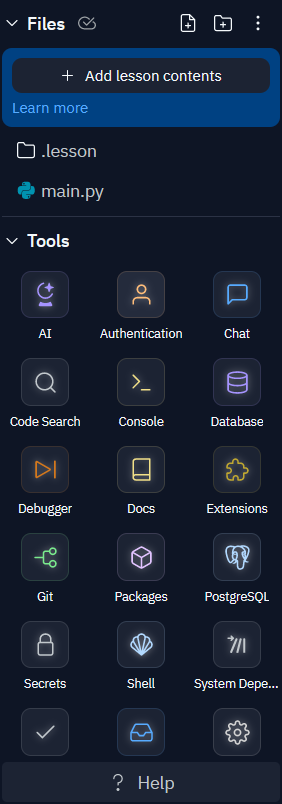 Files
Add lesson contents
Learn more
.lesson
main.py
Tools
AI Authentication Chat
Code Search Console Database
Debugger Docs Extensions
Git Packages PostgreSQL
Secrets Shell System Depe...
Help